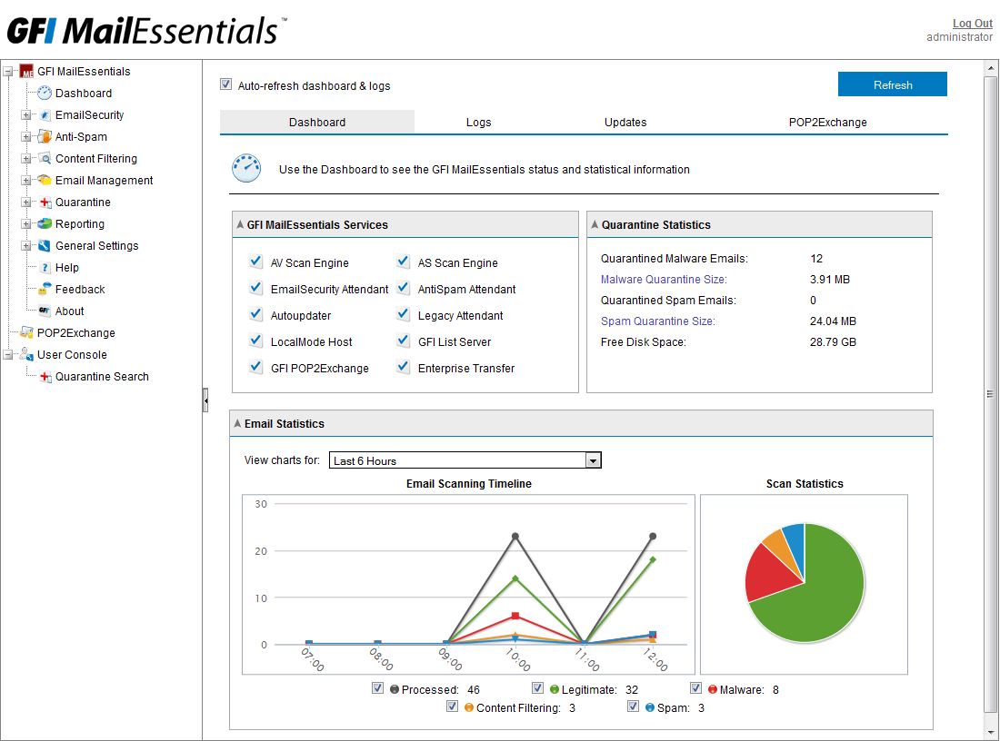 GFI MailEssentials™
Log Out
administrator
GFI MailEssentials
Dashboard
EmailSecurity
Anti-Spam
Content Filtering
Email Management
Quarantine
Reporting
General Settings
Help
Feedback
About
POP2Exchange
User Console
Quarantine Search
Auto-refresh dashboard & logs
Refresh
Dashboard Logs Updates POP2Exchange
Use the Dashboard to see the GFI MailEssentials status and statistical information
GFI MailEssentials Services
AV Scan Engine AS Scan Engine
EmailSecurity Attendant AntiSpam Attendant
Autoupdater Legacy Attendant
LocalMode Host GFI List Server
GFI POP2Exchange Enterprise Transfer
Quarantine Statistics
Quarantined Malware Emails: 12
Malware Quarantine Size: 3.91 MB
Quarantined Spam Emails: 0
Spam Quarantine Size: 24.04 MB
Free Disk Space: 28.79 GB
Email Statistics
View charts for: Last 6 Hours
Email Scanning Timeline
30
20
10
0
07:00 08:00 09:00 10:00 11:00 12:00
Scan Statistics
Processed: 46 Legitimate: 32 Malware: 8
Content Filtering: 3 Spam: 3